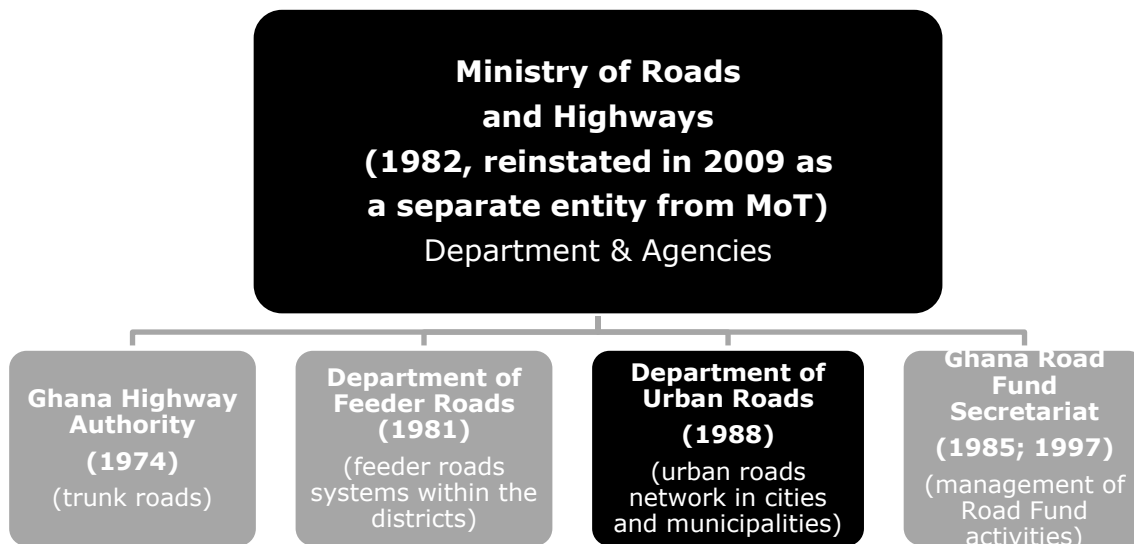 Ministry of Roads
and Highways
(1982, reinstated in 2009 as
a separate entity from MoT)
Department & Agencies
Ghana Highway
Authority
(1974)
(trunk roads)
Department of
Feeder Roads
(1981)
(feeder roads
systems within the
districts)
Department of
Urban Roads
(1988)
(urban roads
network in cities
and municipalities)
Ghana Road
Fund
Secretariat
(1985; 1997)
(management of
Road Fund
activities)